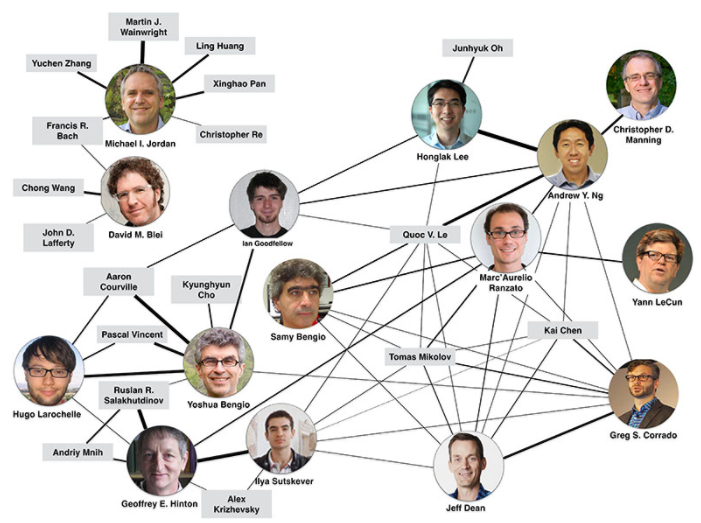 Martin J.
Wainwright
Ling Huang
Junhyuk Oh
Yuchen Zhang
Xinghao Pan
Francis R.
Bach
Michael I. Jordan
Christopher Re
Honglak Lee
Christopher D.
Manning
Chong Wang
Andrew Y. Ng
John D.
Lafferty
David M. Blei
Ian Goodfellow
Quoc V. Le
Marc'Aurelio
Ranzato
Aaron
Courville
Kyunghyun
Cho
Yann LeCun
Pascal Vincent
Samy Bengio
Kai Chen
Tomas Mikolov
Ruslan R.
Salakhutdinov
Hugo Larochelle
Yoshua Bengio
Greg S. Corrado
Andriy Mnih
Geoffrey E. Hinton
Alex
Krizhevsky
Ilya Sutskever
Jeff Dean